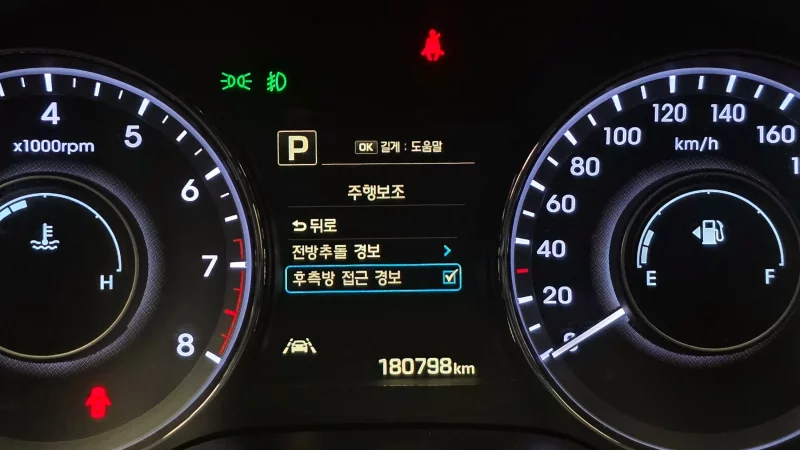 4
5
6
7
8
x1000rpm
H
P
OK 길게 : 도움말
주행보조
뒤로
전방추돌 경보
후측방 접근 경보
180798km
0
20
40
60
80
100
120
140
160
km/h
E
F